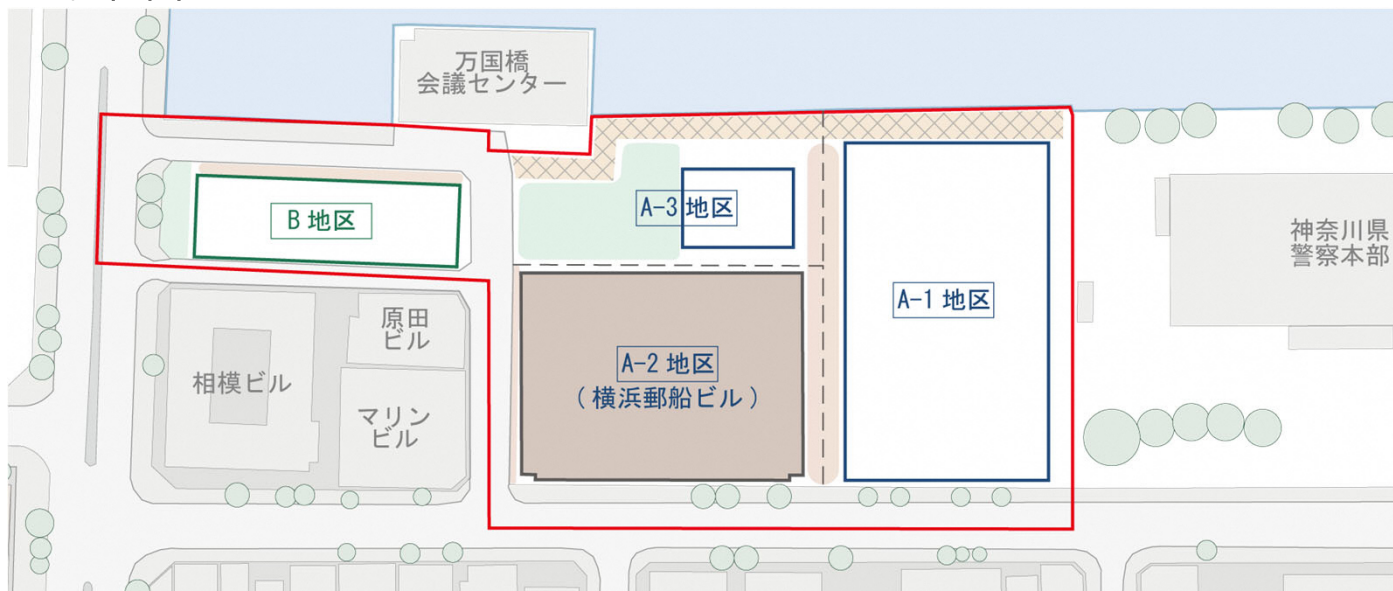 万国橋
会議センター
B 地区
A-3 地区
A-1 地区
神奈川県
警察本部
原田
ビル
相模ビル
マリン
ビル
A-2 地区
(横浜郵船ビル)